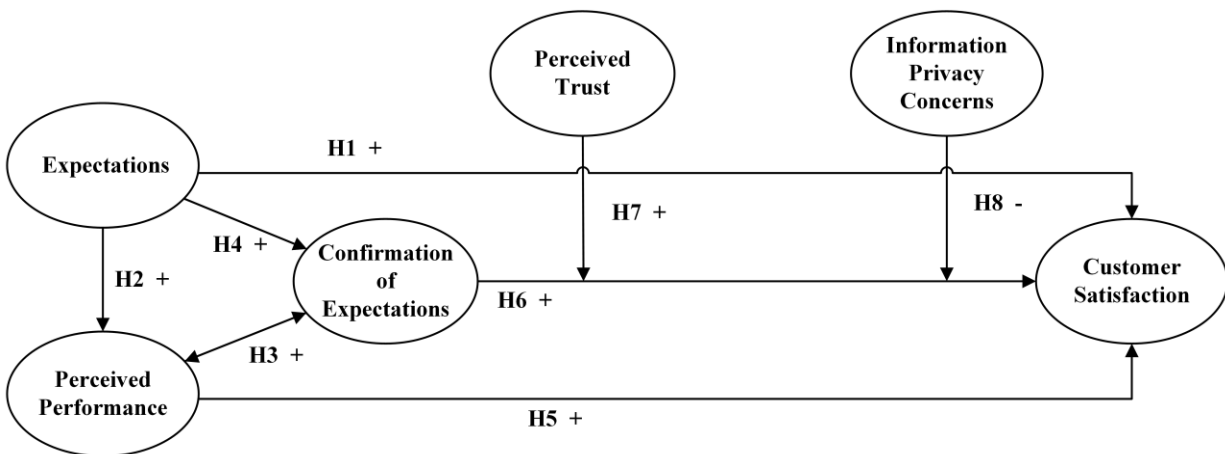 Perceived
Trust
Information
Privacy
Concerns
Expectations
H1 +
H7 +
H8 -
H4 +
Confirmation
of
Expectations
H2 +
H6 +
Customer
Satisfaction
H3 +
Perceived
Performance
H5 +